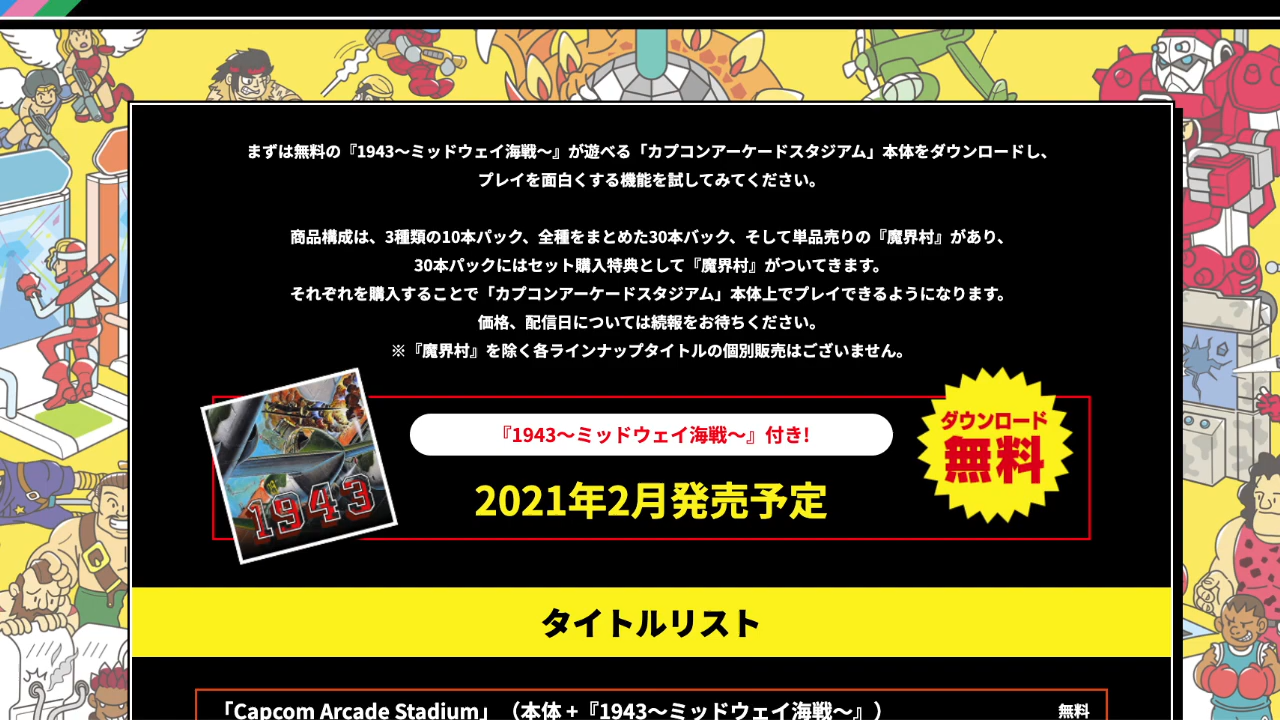 まずは無料の『1943～ミッドウェイ海戦～』が遊べる「カプコンアーケードスタジアム」本体をダウンロードし、
プレイを面白くする機能を試してみてください。
商品構成は、3種類の10本パック、全種をまとめた30本バック、そして単品売りの『魔界村』があり、
30本パックにはセット購入特典として『魔界村』がついてきます。
それぞれを購入することで「カプコンアーケードスタジアム」本体上でプレイできるようになります。
価格、配信日については続報をお待ちください。
※『魔界村』を除く各ラインナップタイトルの個別販売はございません。
1943
『1943～ミッドウェイ海戦～』付き!
2021年2月発売予定
ダウンロード
無料
タイトルリスト
「Capcom Arcade Stadium」（本体 +『1943～ミッドウェイ海戦～』） 無料